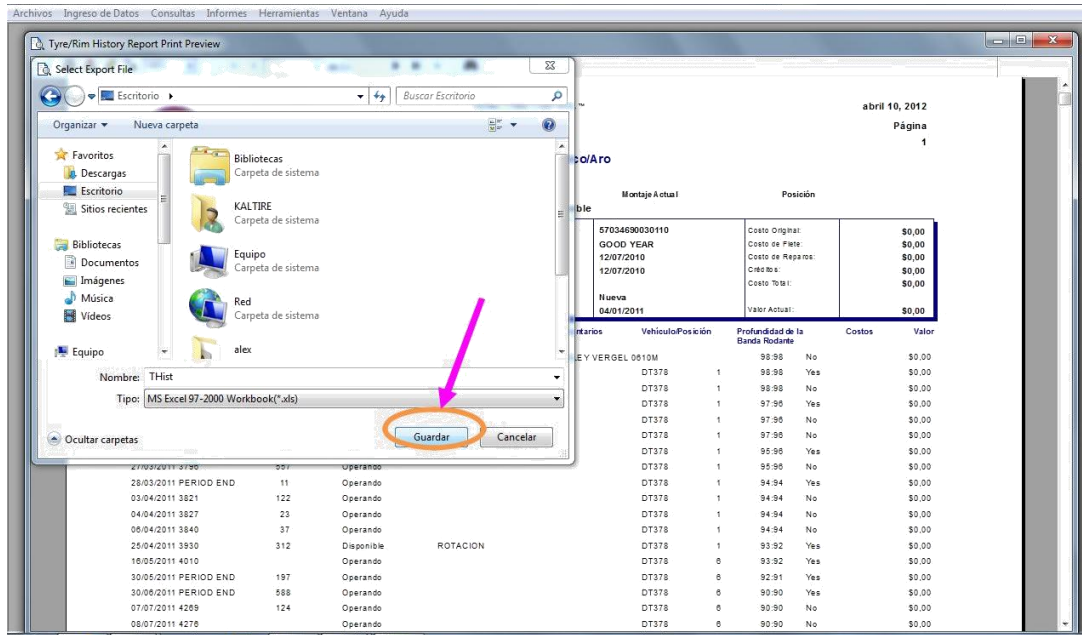 Archivos Ingreso de Datos Consultas Informes Herramientas Ventana Ayuda
Tyre/Rim History Report Print Preview
Select Export File
Escritorio
Buscar Escritorio
Organizar Nueva carpeta
Favoritos
Descargas
Escritorio
Sitios recientes
Bibliotecas
Documentos
Imágenes
Música
Vídeos
Equipo
Bibliotecas
Carpeta de sistema
KALTIRE
Carpeta de sistema
Equipo
Carpeta de sistema
Red
Carpeta de sistema
alex
Nombre: THist
Tipo: MS Excel 97-2000 Workbook(*.xls)
Ocultar carpetas
Guardar Cancelar
abril 10, 2012
Página
1
co/Aro
Montaje Actual Posición
ble
57034690030110 Costo Original: $0,00
GOOD YEAR Costo de Flete: $0,00
12/07/2010 Costo de Reparos: $0,00
12/07/2010 Créditos: $0,00
Costo Total: $0,00
Nueva
04/01/2011 Valor Actual: $0,00
ntarios Vehículo/Posición Profundidad de la Banda Rodante Costos Valor
LEY VERGEL 0610M 98:98 No $0,00
DT378 1 98:98 Yes $0,00
DT378 1 98:98 No $0,00
DT378 1 97:96 Yes $0,00
DT378 1 97:96 No $0,00
DT378 1 97:96 No $0,00
DT378 1 95:96 Yes $0,00
27/03/2011 3796 557 Operando DT378 1 95:96 No $0,00
28/03/2011 PERIOD END 11 Operando DT378 1 94:94 Yes $0,00
03/04/2011 3821 122 Operando DT378 1 94:94 No $0,00
04/04/2011 3827 23 Operando DT378 1 94:94 No $0,00
06/04/2011 3840 37 Operando DT378 1 94:94 No $0,00
25/04/2011 3930 312 Disponible ROTACION DT378 1 93:92 Yes $0,00
16/05/2011 4010 Operando DT378 6 93:92 Yes $0,00
30/05/2011 PERIOD END 197 Operando DT378 6 92:91 Yes $0,00
30/06/2011 PERIOD END 588 Operando DT378 6 90:90 Yes $0,00
07/07/2011 4269 124 Operando DT378 6 90:90 No $0,00
08/07/2011 4276 Operando DT378 6 90:90 No $0,00